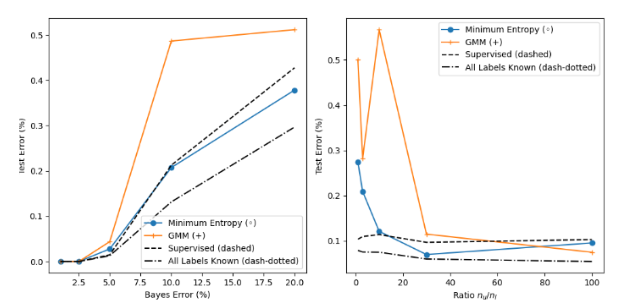 Test Error (%)
0.5
0.4
0.3
0.2
0.1
0.0
Minimum Entropy (◦)
GMM (+)
Supervised (dashed)
All Labels Known (dash-dotted)
2.5 5.0 7.5 10.0 12.5 15.0 17.5 20.0
Bayes Error (%)
Test Error (%)
0.5
0.4
0.3
0.2
0.1
Minimum Entropy (◦)
GMM (+)
Supervised (dashed)
All Labels Known (dash-dotted)
0 20 40 60 80 100
Ratio nᵤ/nₗ